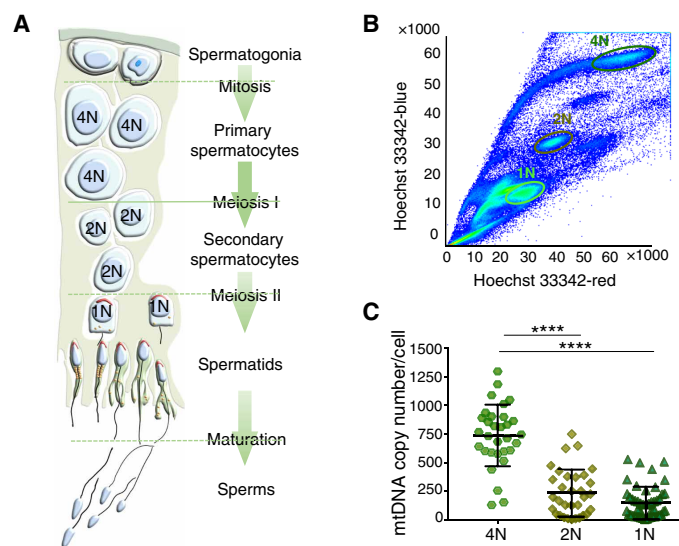 A
Spermatogonia
Mitosis
4N
4N
Primary
spermatocytes
4N
Meiosis I
2N
2N
Secondary
spermatocytes
2N
Meiosis II
1N
1N
Spermatids
Maturation
Sperms
B
×1000
Hoechst 33342-blue
60
50
40
30
20
10
0
4N
2N
1N
0 10 20 30 40 50 60 ×1000
Hoechst 33342-red
C
****
****
mtDNA copy number/cell
1500
1250
1000
750
500
250
0
4N 2N 1N